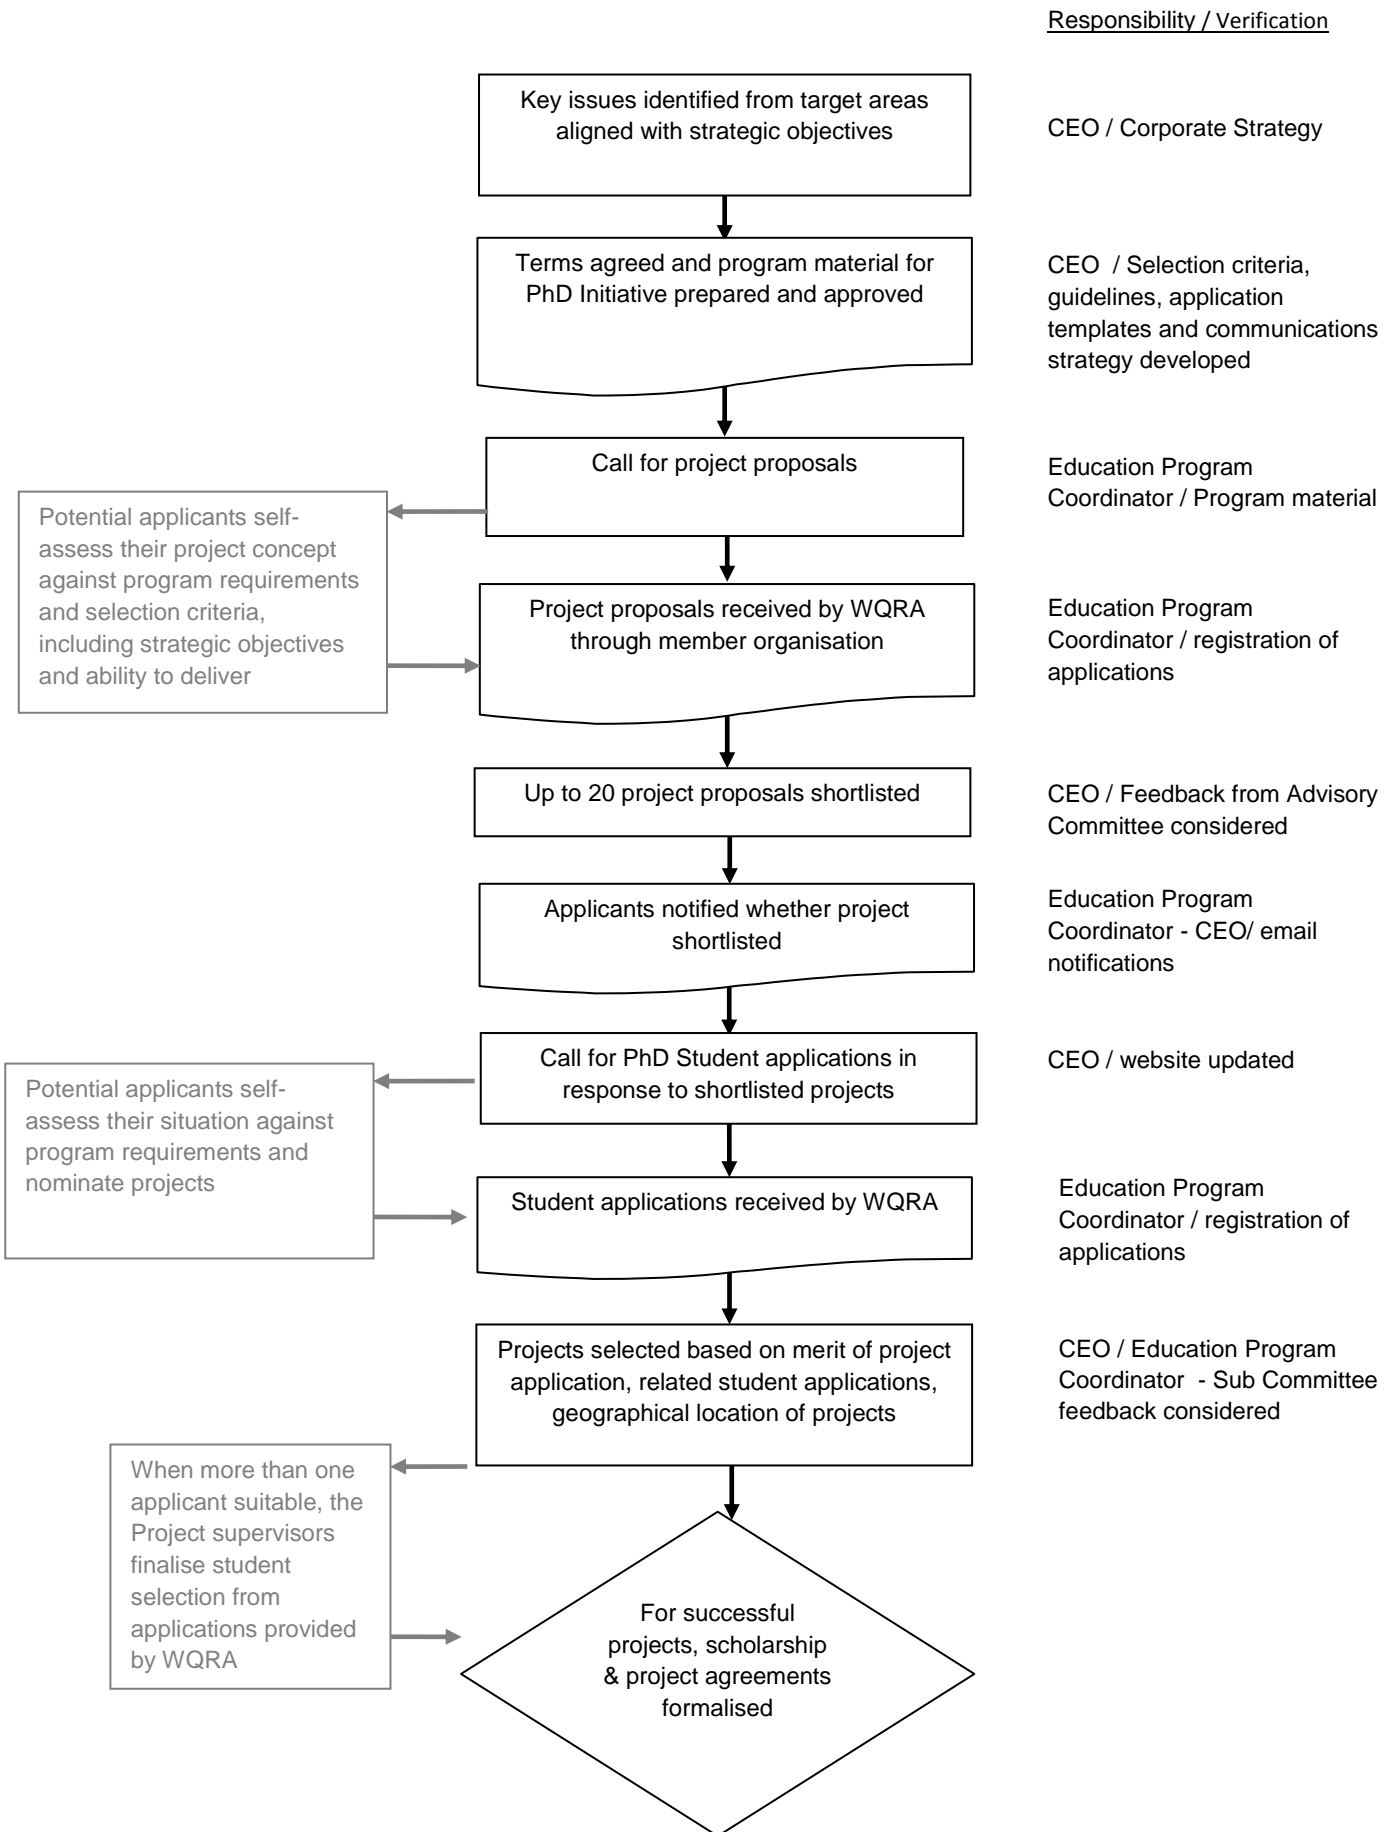 Responsibility / Verification
Key issues identified from target areas
aligned with strategic objectives
CEO / Corporate Strategy
Terms agreed and program material for
PhD Initiative prepared and approved
CEO  / Selection criteria,
guidelines, application
templates and communications
strategy developed
Call for project proposals
Education Program
Coordinator / Program material
Potential applicants self-
assess their project concept
against program requirements
and selection criteria,
including strategic objectives
and ability to deliver
Project proposals received by WQRA
through member organisation
Education Program
Coordinator / registration of
applications
Up to 20 project proposals shortlisted
CEO / Feedback from Advisory
Committee considered
Applicants notified whether project
shortlisted
Education Program
Coordinator - CEO/ email
notifications
Call for PhD Student applications in
response to shortlisted projects
CEO / website updated
Potential applicants self-
assess their situation against
program requirements and
nominate projects
Student applications received by WQRA
Education Program
Coordinator / registration of
applications
Projects selected based on merit of project
application, related student applications,
geographical location of projects
CEO / Education Program
Coordinator  - Sub Committee
feedback considered
When more than one
applicant suitable, the
Project supervisors
finalise student
selection from
applications provided
by WQRA
For successful
projects, scholarship
& project agreements
formalised